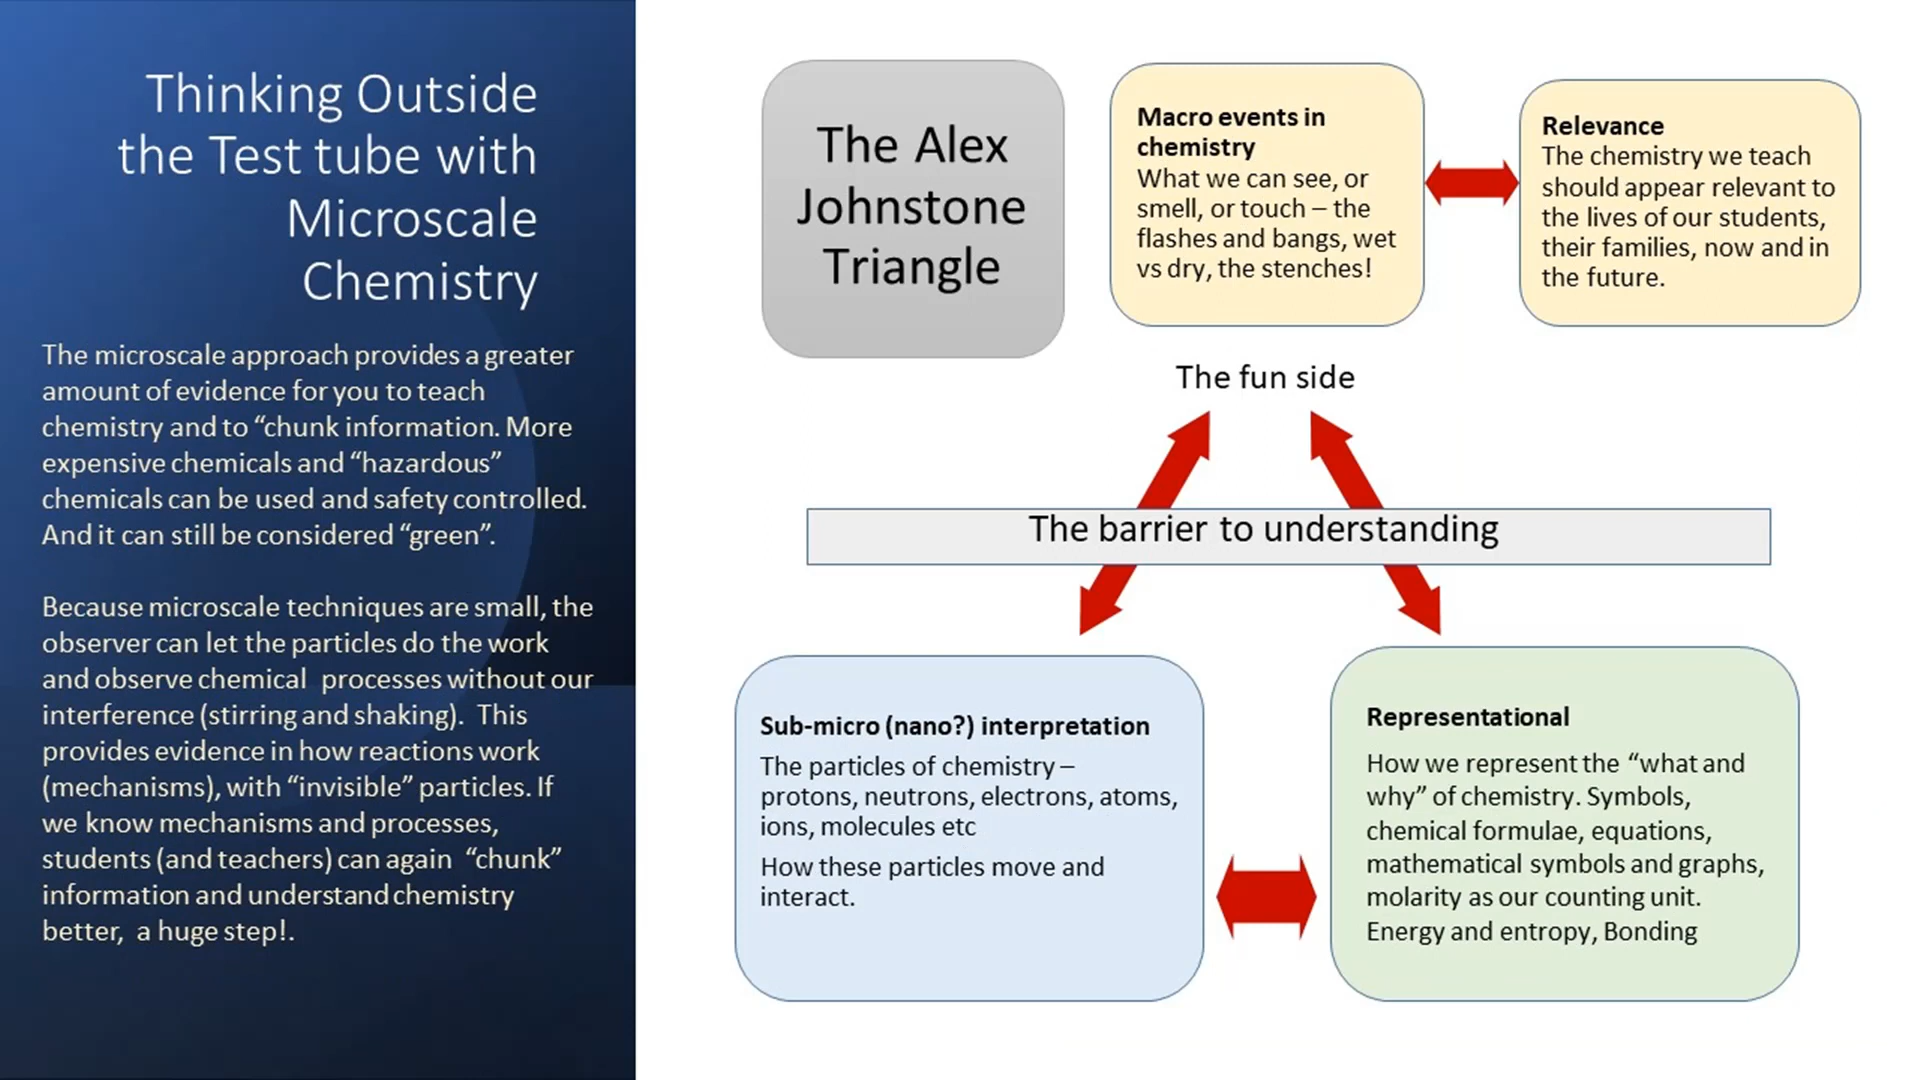 Thinking Outside
the Test tube with
Microscale
Chemistry
The microscale approach provides a greater
amount of evidence for you to teach
chemistry and to “chunk information. More
expensive chemicals and “hazardous”
chemicals can be used and safety controlled.
And it can still be considered “green”.
Because microscale techniques are small, the
observer can let the particles do the work
and observe chemical  processes without our
interference (stirring and shaking).  This
provides evidence in how reactions work
(mechanisms), with “invisible” particles. If
we know mechanisms and processes,
students (and teachers) can again  “chunk”
information and understand chemistry
better,  a huge step!.
The Alex
Johnstone
Triangle
Macro events in
chemistry
What we can see, or
smell, or touch – the
flashes and bangs, wet
vs dry, the stenches!
Relevance
The chemistry we teach
should appear relevant to
the lives of our students,
their families, now and in
the future.
The fun side
The barrier to understanding
Sub-micro (nano?) interpretation
The particles of chemistry –
protons, neutrons, electrons, atoms,
ions, molecules etc
How these particles move and
interact.
Representational
How we represent the “what and
why” of chemistry. Symbols,
chemical formulae, equations,
mathematical symbols and graphs,
molarity as our counting unit.
Energy and entropy, Bonding